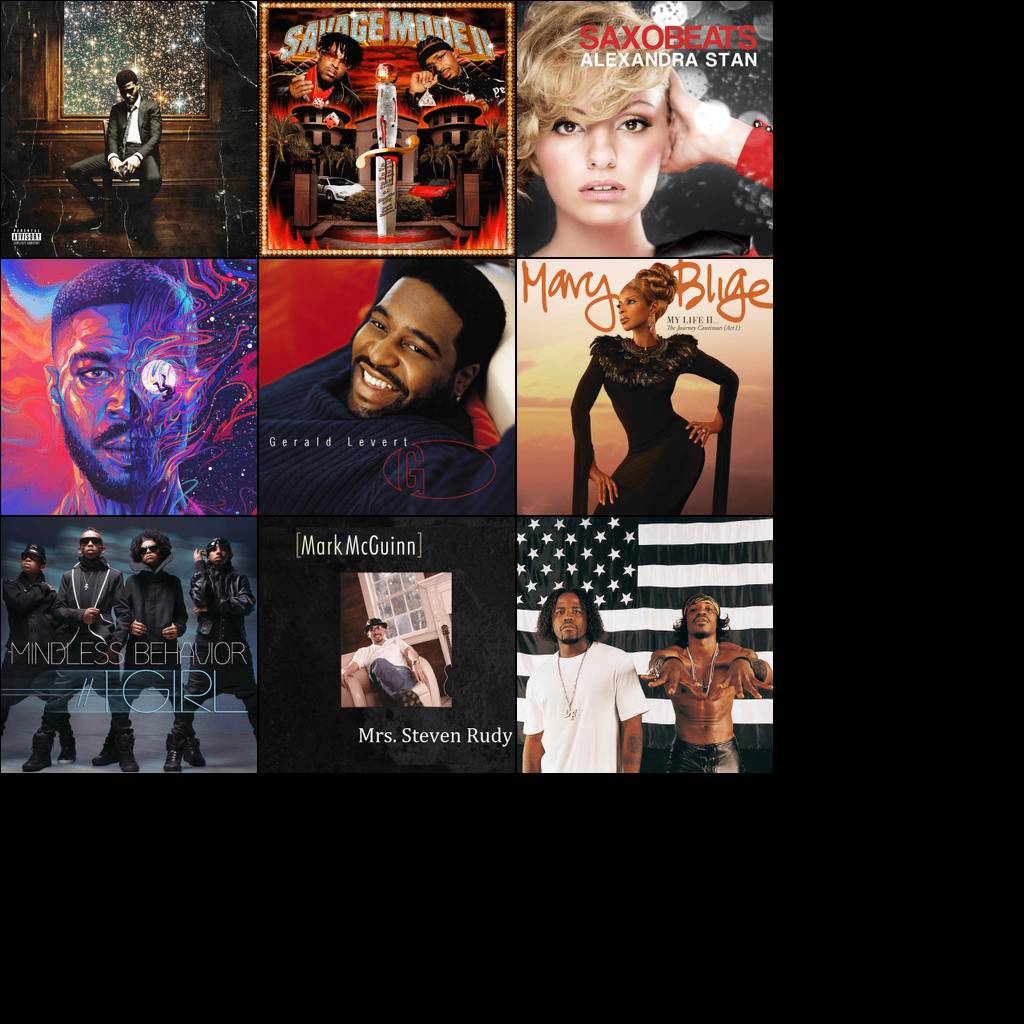 PARENTAL
ADVISORY
EXPLICIT CONTENT
SAVAGE MODE II
SAXOBEATS
ALEXANDRA STAN
Gerald Levert
G
Mary J Blige
MY LIFE II...
The Journey Continues (Act I)
MINDLESS BEHAVIOR
#1 GIRL
[Mark McGuinn]
Mrs. Steven Rudy